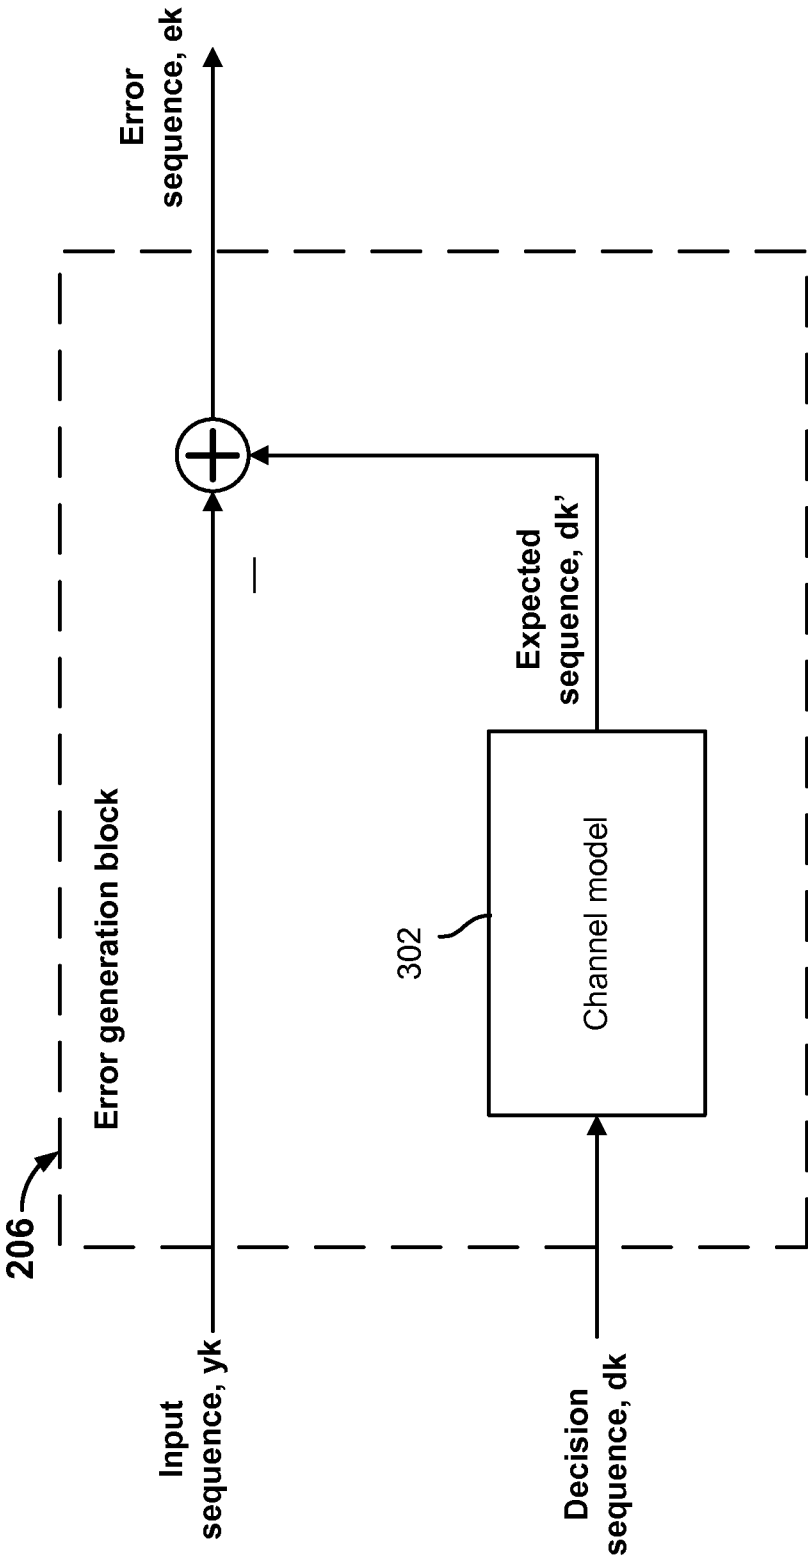 206
Error generation block
Input
sequence, yk
Error
sequence, ek
302
Channel model
Expected
sequence, dk’
Decision
sequence, dk